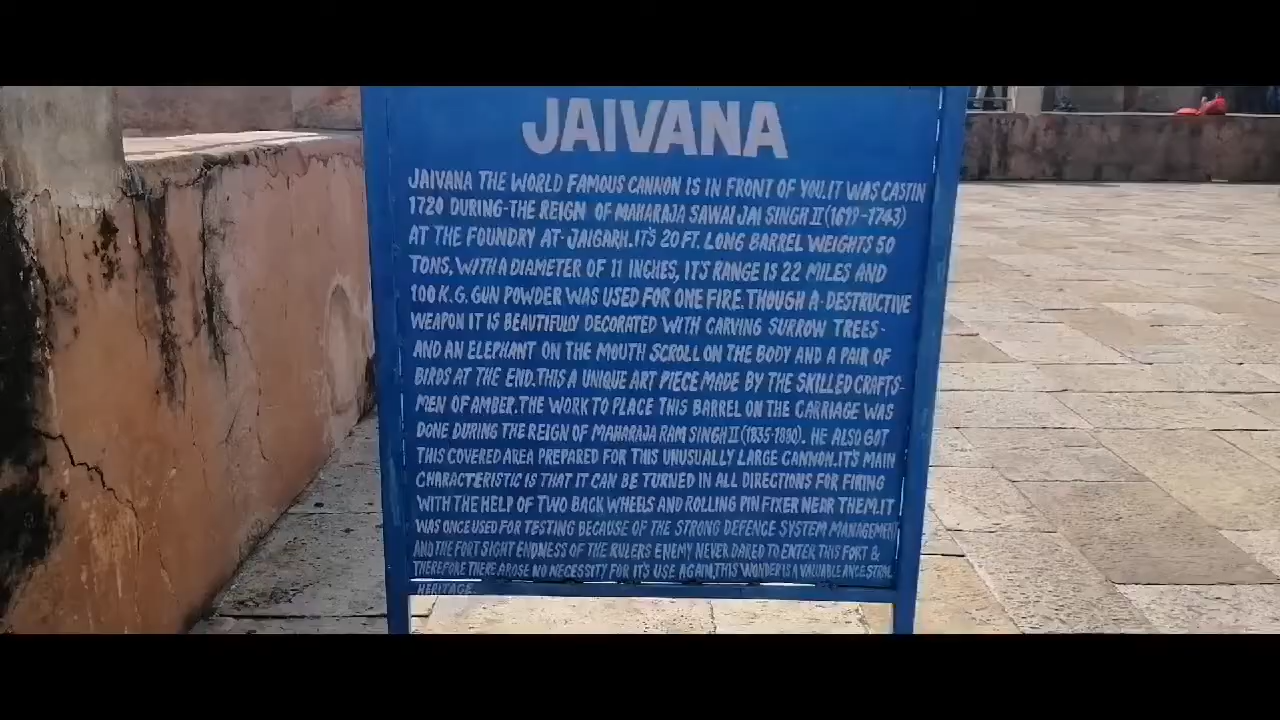 JAIVANA
JAIVANA THE WORLD FAMOUS CANNON IS IN FRONT OF YOU.IT WAS CASTIN
1720 DURING-THE REIGN OF MAHARAJA SAWAI JAI SINGH II (1699-1743)
AT THE FOUNDRY AT-JAIGARH.IT'S 20 FT. LONG BARREL WEIGHTS 50
TONS, WITH A DIAMETER OF 11 INCHES, IT,S RANGE IS 22 MILES AND
100 K.G. GUN POWDER WAS USED FOR ONE FIRE.THOUGH A-DESTRUCTIVE
WEAPON IT IS BEAUTIFULLY DECORATED WITH CARVING SURROW TREES-
AND AN ELEPHANT ON THE MOUTH SCROLL ON THE BODY AND A PAIR OF
BIRDS AT THE END.THIS A UNIQUE ART PIECE MADE BY THE SKILLED CRAFTS-
MEN OF AMBER.THE WORK TO PLACE THIS BARREL ON THE CARRIAGE WAS
DONE DURING THE REIGN OF MAHARAJA RAM SINGH II (1835-1880). HE ALSO GOT
THIS COVERED AREA PREPARED FOR THIS UNUSUALLY LARGE CANNON.IT'S MAIN
CHARACTERISTIC IS THAT IT CAN BE TURNED IN ALL DIRECTIONS FOR FIRING
WITH THE HELP OF TWO BACK WHEELS AND ROLLING PIN FIXER NEAR THEM.IT
WAS ONCE USED FOR TESTING BECAUSE OF THE STRONG DEFENCE SYSTEM MANAGEMENT
AND THE FORT SIGHT ENDNESS OF THE RULERS ENEMY NEVER DARED TO ENTER THIS FORT &
THEREFORE THERE AROSE NO NECESSITY FOR IT'S USE AGAIN.THIS WONDER IS A VALUABLE ANCESTRAL
HERITAGE.